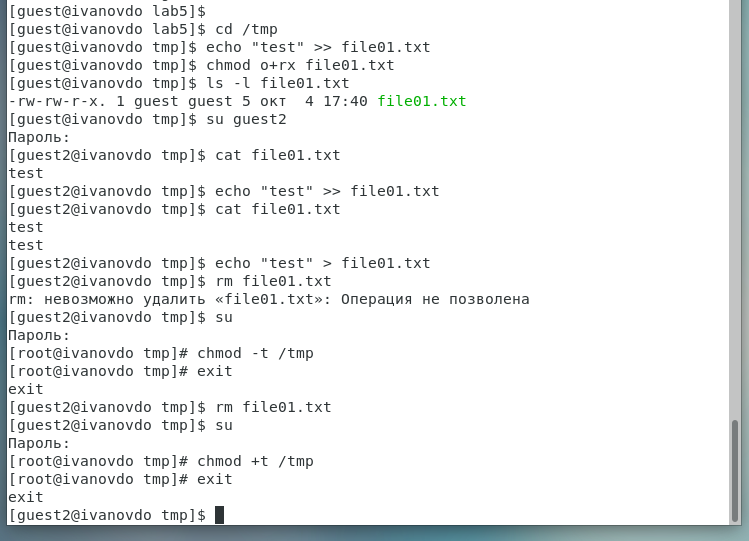 [guest@ivanovdo lab5]$
[guest@ivanovdo lab5]$ cd /tmp
[guest@ivanovdo tmp]$ echo "test" >> file01.txt
[guest@ivanovdo tmp]$ chmod o+rx file01.txt
[guest@ivanovdo tmp]$ ls -l file01.txt
-rw-rw-r-x. 1 guest guest 5 окт  4 17:40 file01.txt
[guest@ivanovdo tmp]$ su guest2
Пароль:
[guest2@ivanovdo tmp]$ cat file01.txt
test
[guest2@ivanovdo tmp]$ echo "test" >> file01.txt
[guest2@ivanovdo tmp]$ cat file01.txt
test
test
[guest2@ivanovdo tmp]$ echo "test" > file01.txt
[guest2@ivanovdo tmp]$ rm file01.txt
rm: невозможно удалить «file01.txt»: Операция не позволена
[guest2@ivanovdo tmp]$ su
Пароль:
[root@ivanovdo tmp]# chmod -t /tmp
[root@ivanovdo tmp]# exit
exit
[guest2@ivanovdo tmp]$ rm file01.txt
[guest2@ivanovdo tmp]$ su
Пароль:
[root@ivanovdo tmp]# chmod +t /tmp
[root@ivanovdo tmp]# exit
exit
[guest2@ivanovdo tmp]$